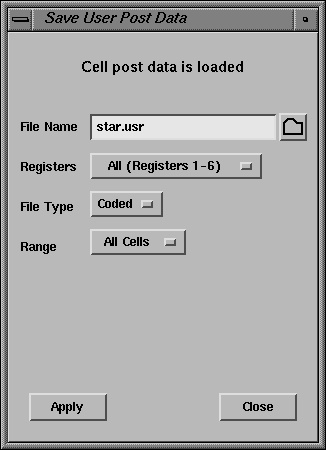 Save User Post Data
Cell post data is loaded
File Name star.usr
Registers All (Registers 1-6)
File Type Coded
Range All Cells
Apply Close